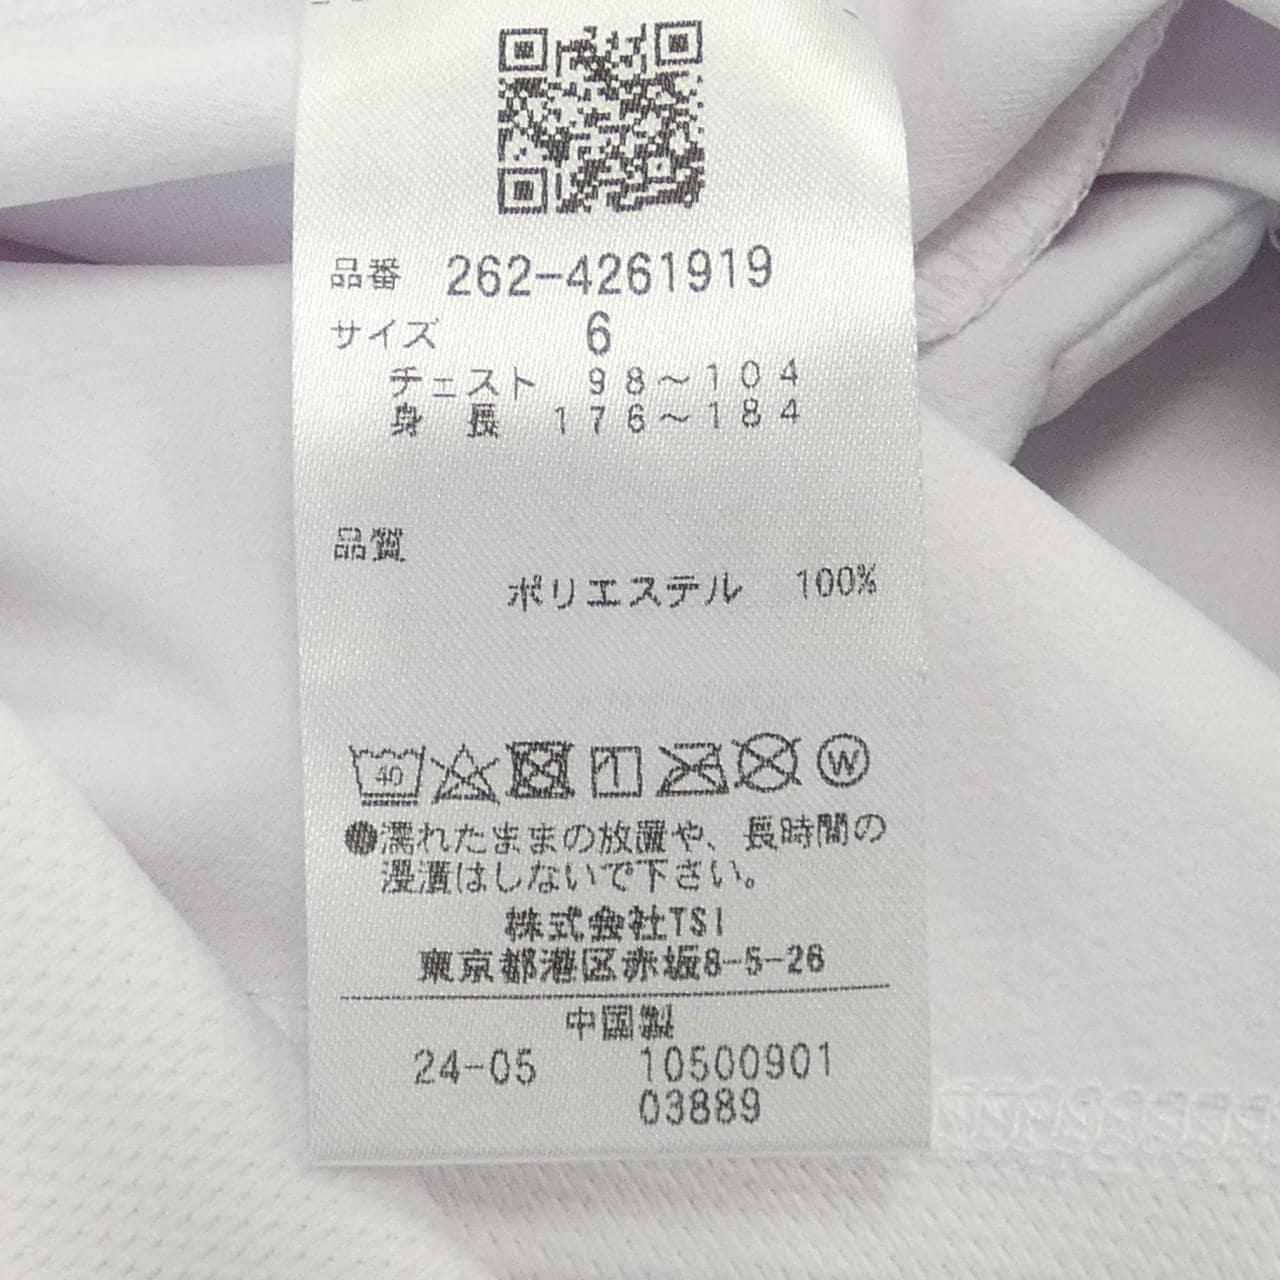 品番 262-4261919
サイズ 6
チェスト 98～104
身長 176～184
品質
ポリエステル 100%
40 W
●濡れたままの放置や、長時間の
浸漬はしないで下さい。
株式会社TSI
東京都港区赤坂8-5-26
中国製
24-05 10500901
03889